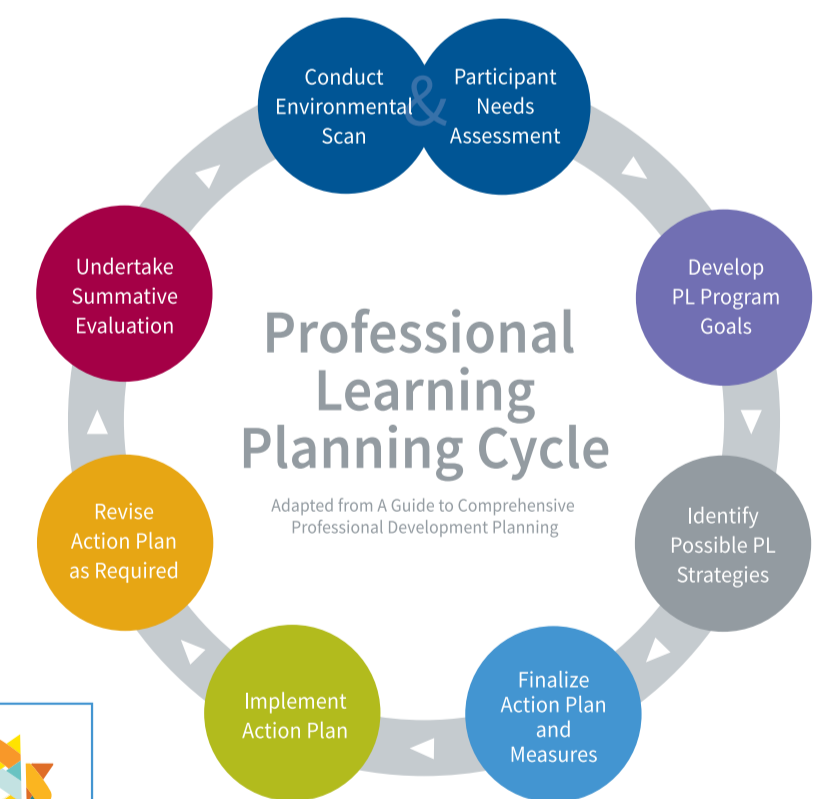 Conduct
Environmental
Scan
&
Participant
Needs
Assessment
Develop
PL Program
Goals
Identify
Possible PL
Strategies
Finalize
Action Plan
and
Measures
Implement
Action Plan
Revise
Action Plan
as Required
Undertake
Summative
Evaluation
Professional
Learning
Planning Cycle
Adapted from A Guide to Comprehensive
Professional Development Planning